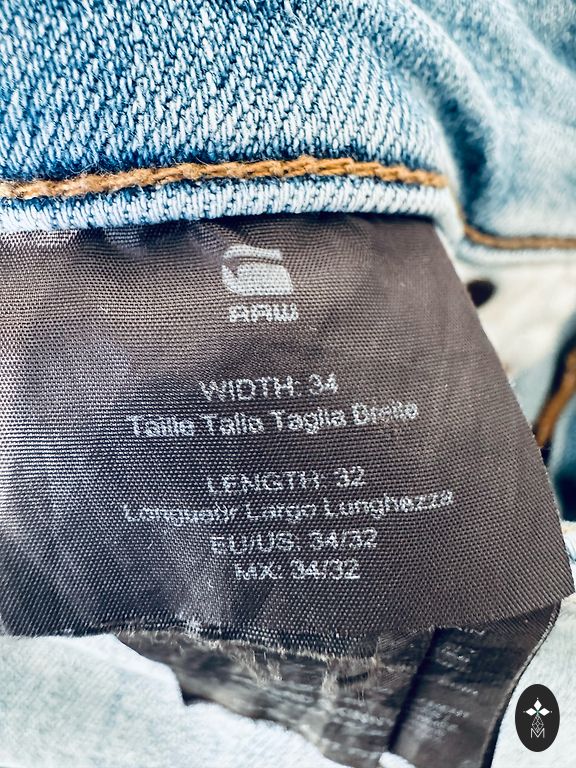 RAW
WIDTH: 34
Taille Talla Taglia Breite
LENGTH: 32
Longueur Largo Lunghezza
EU/US: 34/32
MX: 34/32
M